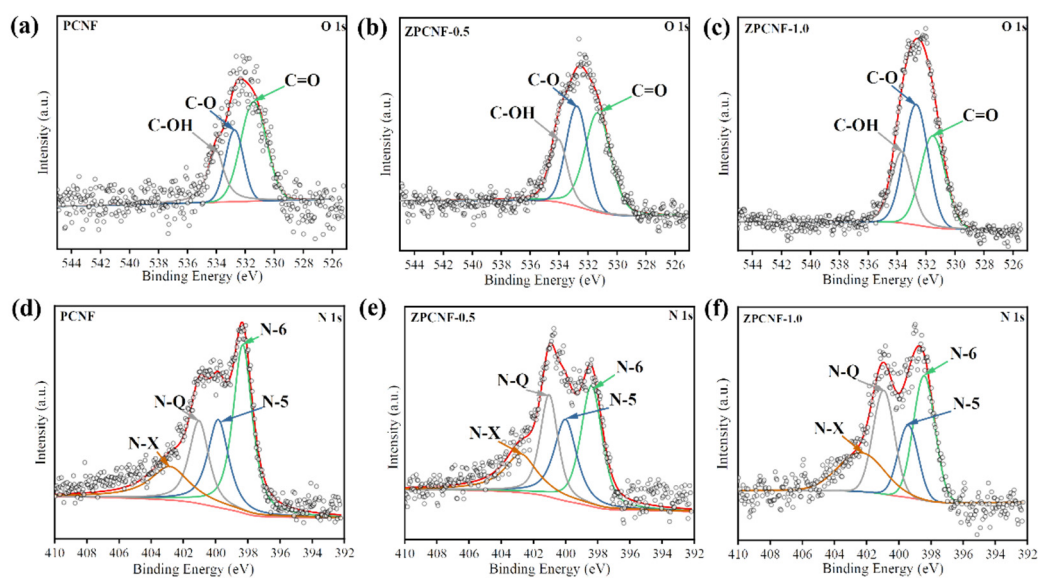 (a) PCNF O 1s
C=O
C-O
C-OH
Intensity (a.u.)
544 542 540 538 536 534 532 530 528 526
Binding Energy (eV)
(b) ZPCNF-0.5 O 1s
C-O
C=O
C-OH
Intensity (a.u.)
544 542 540 538 536 534 532 530 528 526
Binding Energy (eV)
(c) ZPCNF-1.0 O 1s
C-O
C-OH
C=O
Intensity (a.u.)
544 542 540 538 536 534 532 530 528 526
Binding Energy (eV)
(d) PCNF N 1s
N-6
N-Q
N-5
N-X
Intensity (a.u.)
410 408 406 404 402 400 398 396 394 392
Binding Energy (eV)
(e) ZPCNF-0.5 N 1s
N-Q
N-6
N-5
N-X
Intensity (a.u.)
410 408 406 404 402 400 398 396 394 392
Binding Energy (eV)
(f) ZPCNF-1.0 N 1s
N-6
N-Q
N-5
N-X
Intensity (a.u.)
410 408 406 404 402 400 398 396 394 392
Binding Energy (eV)